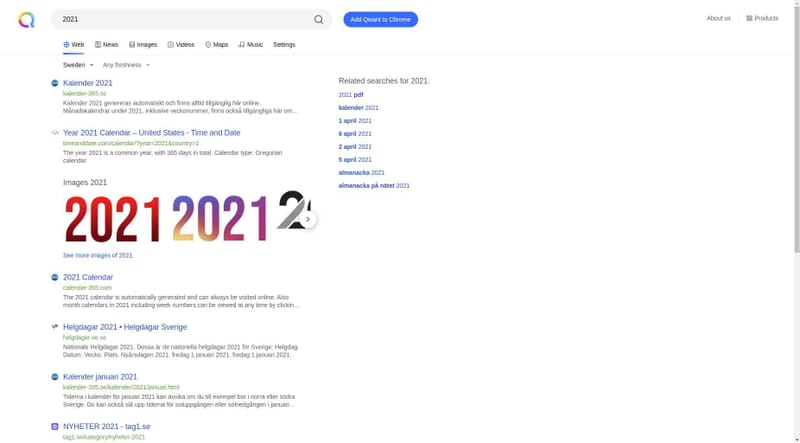 2021
Add Qwant to Chrome
About us
Products
Web
News
Images
Videos
Maps
Music
Settings
Sweden
Any freshness
Kalender 2021
kalender-365.se
Kalender 2021 genereras automatiskt och finns alltid tillgänglig här online.
Månadskalendrar under 2021, inklusive veckonummer, finns också tillgängliga här om...
Year 2021 Calendar – United States - Time and Date
timeanddate.com/calendar/?year=2021&country=1
The year 2021 is a common year, with 365 days in total. Calendar type: Gregorian
calendar
Images 2021
2021
2021
See more images of 2021.
2021 Calendar
calendar-365.com
The 2021 calendar is automatically generated and can always be visited online. Also
month calendars in 2021 including week numbers can be viewed at any time by clickin...
Helgdagar 2021 • Helgdagar Sverige
helgdagar-se.se
Nationale Helgdagar 2021. Dessa är de nationella helgdagar 2021 för Sverige: Helgdag.
Datum. Vecko. Plats. Nyårsdagen 2021. fredag 1 januari 2021. fredag 1 januari 2021.
Kalender januari 2021
kalender-365.se/kalender/2021/januari.html
Tiderna i kalender för januan 2021 kan avvika om du till exempel bor i norra eller södra
Sverige. Du kan också slå upp tiderna för soluppgången eller solnedgången i januan...
NYHETER 2021 - tag1.se
tag1.se/category/nyheter-2021
Related searches for 2021.
2021 pdf
kalender 2021
1 april 2021
6 april 2021
2 april 2021
5 april 2021
almanacka 2021
almanacka på nätet 2021